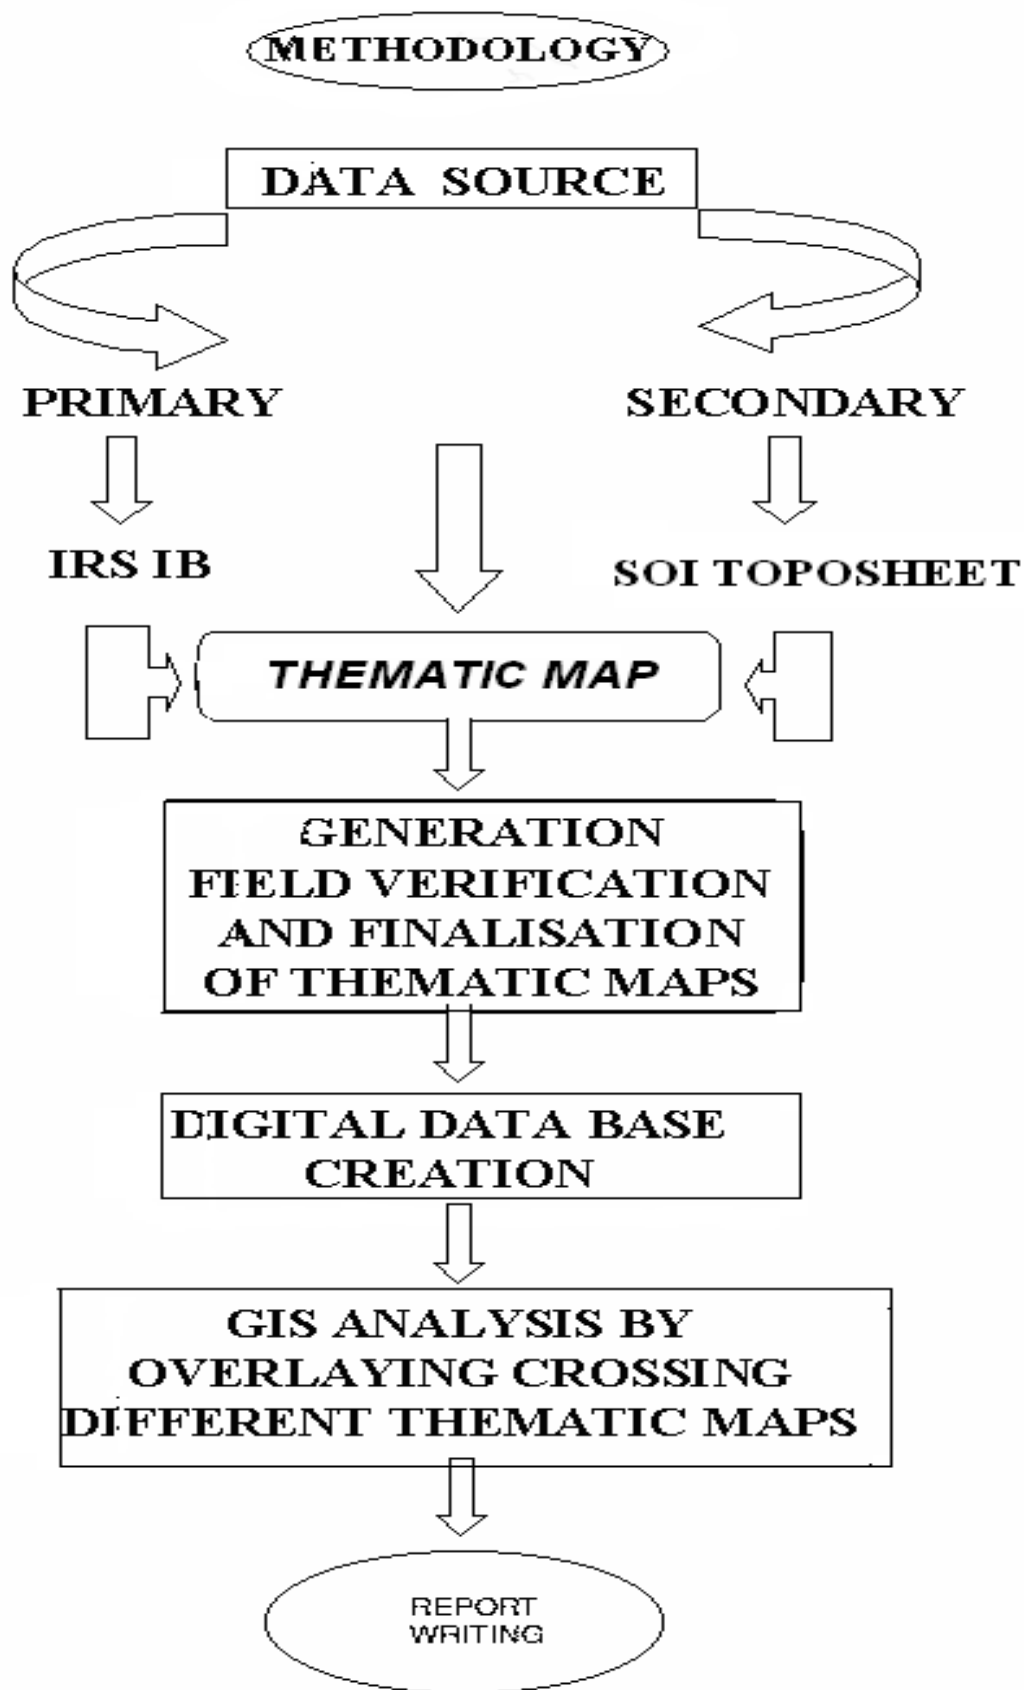 METHODOLOGY
DATA SOURCE
PRIMARY
SECONDARY
IRS IB
SOI TOPOSHEET
THEMATIC MAP
GENERATION
FIELD VERIFICATION
AND FINALISATION
OF THEMATIC MAPS
DIGITAL DATA BASE
CREATION
GIS ANALYSIS BY
OVERLAYING CROSSING
DIFFERENT THEMATIC MAPS
REPORT
WRITING